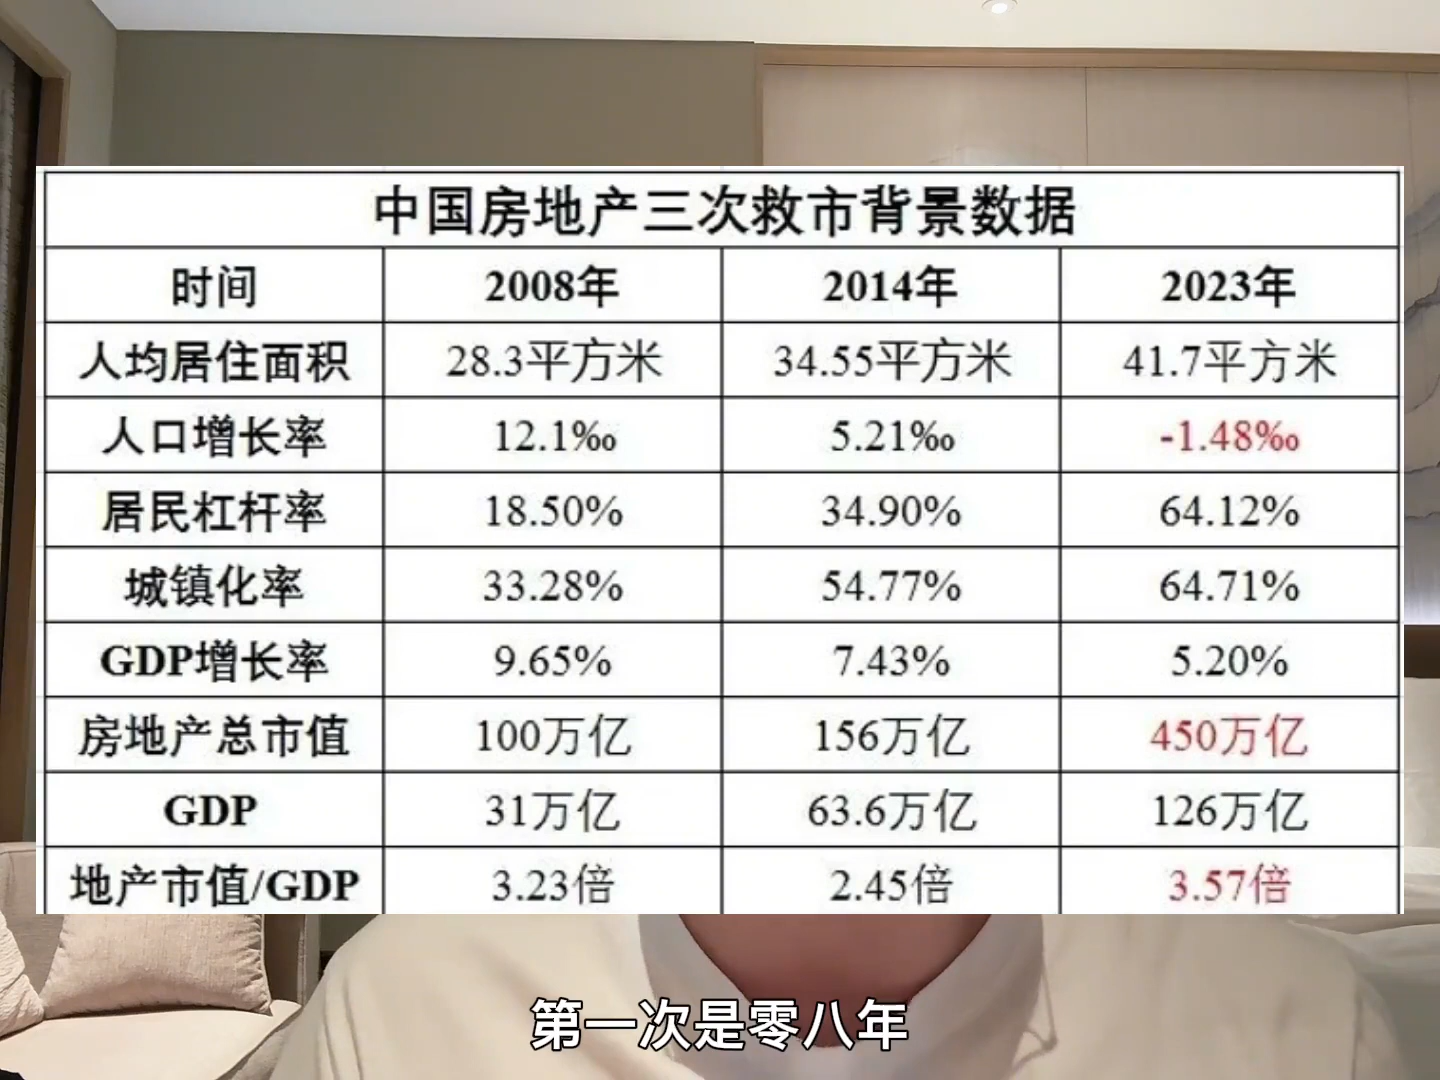 中国房地产三次救市背景数据
时间 2008年 2014年 2023年
人均居住面积 28.3平方米 34.55平方米 41.7平方米
人口增长率 12.1‰ 5.21‰ -1.48‰
居民杠杆率 18.50% 34.90% 64.12%
城镇化率 33.28% 54.77% 64.71%
GDP增长率 9.65% 7.43% 5.20%
房地产总市值 100万亿 156万亿 450万亿
GDP 31万亿 63.6万亿 126万亿
地产市值/GDP 3.23倍 2.45倍 3.57倍
第一次是零八年